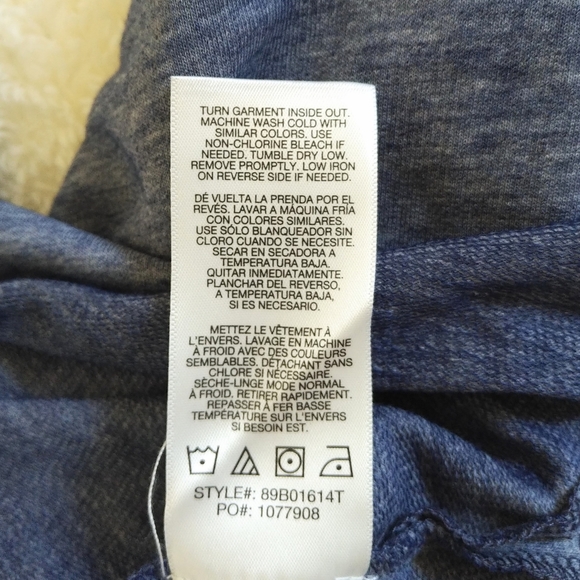 TURN GARMENT INSIDE OUT.
MACHINE WASH COLD WITH
SIMILAR COLORS. USE
NON-CHLORINE BLEACH IF
NEEDED. TUMBLE DRY LOW.
REMOVE PROMPTLY. LOW IRON
ON REVERSE SIDE IF NEEDED.
DÉ VUELTA LA PRENDA POR EL
REVÉS. LAVAR A MÁQUINA FRÍA
CON COLORES SIMILARES.
USE SÓLO BLANQUEADOR SIN
CLORO CUANDO SE NECESITE.
SECAR EN SECADORA A
TEMPERATURA BAJA.
QUITAR INMEDIATAMENTE.
PLANCHAR DEL REVERSO,
A TEMPERATURA BAJA,
SI ES NECESARIO.
METTEZ LE VÊTEMENT À
L'ENVERS. LAVAGE EN MACHINE
À FROID AVEC DES COULEURS
SEMBLABLES. DÉTACHANT SANS
CHLORE SI NÉCESSAIRE.
SÈCHE-LINGE MODE NORMAL
À FROID. RETIRER RAPIDEMENT.
REPASSER À FER BASSE
TEMPÉRATURE SUR L'ENVERS
SI BESOIN EST.
STYLE#: 89B01614T
PO#: 1077908